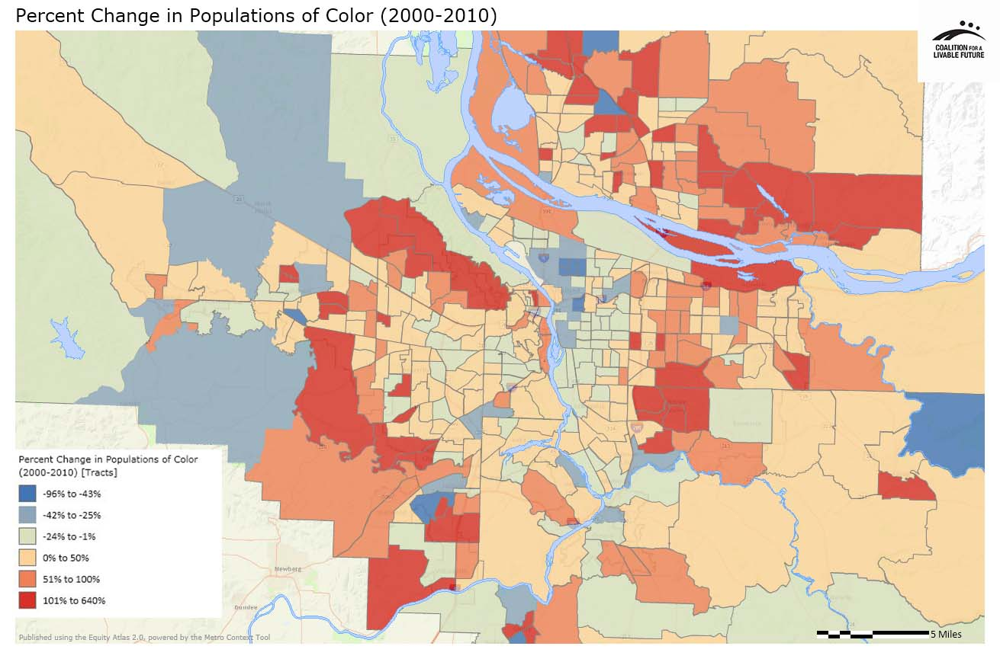 Percent Change in Populations of Color (2000-2010)
COALITION FOR A
LIVABLE FUTURE
Percent Change in Populations of Color
(2000-2010) [Tracts]
-96% to -43%
-42% to -25%
-24% to -1%
0% to 50%
51% to 100%
101% to 640%
Newberg
Dundee
Published using the Equity Atlas 2.0, powered by the Metro Context Tool
5 Miles